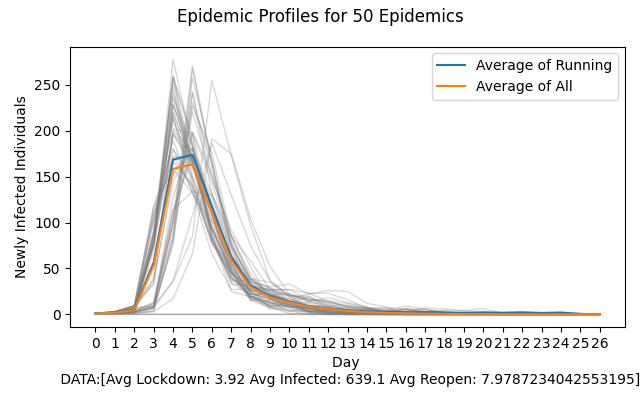 Epidemic Profiles for 50 Epidemics
Average of Running
Average of All
Newly Infected Individuals
250
200
150
100
50
0
0 1 2 3 4 5 6 7 8 9 10 11 12 13 14 15 16 17 18 19 20 21 22 23 24 25 26
Day
DATA:[Avg Lockdown: 3.92 Avg Infected: 639.1 Avg Reopen: 7.9787234042553195]